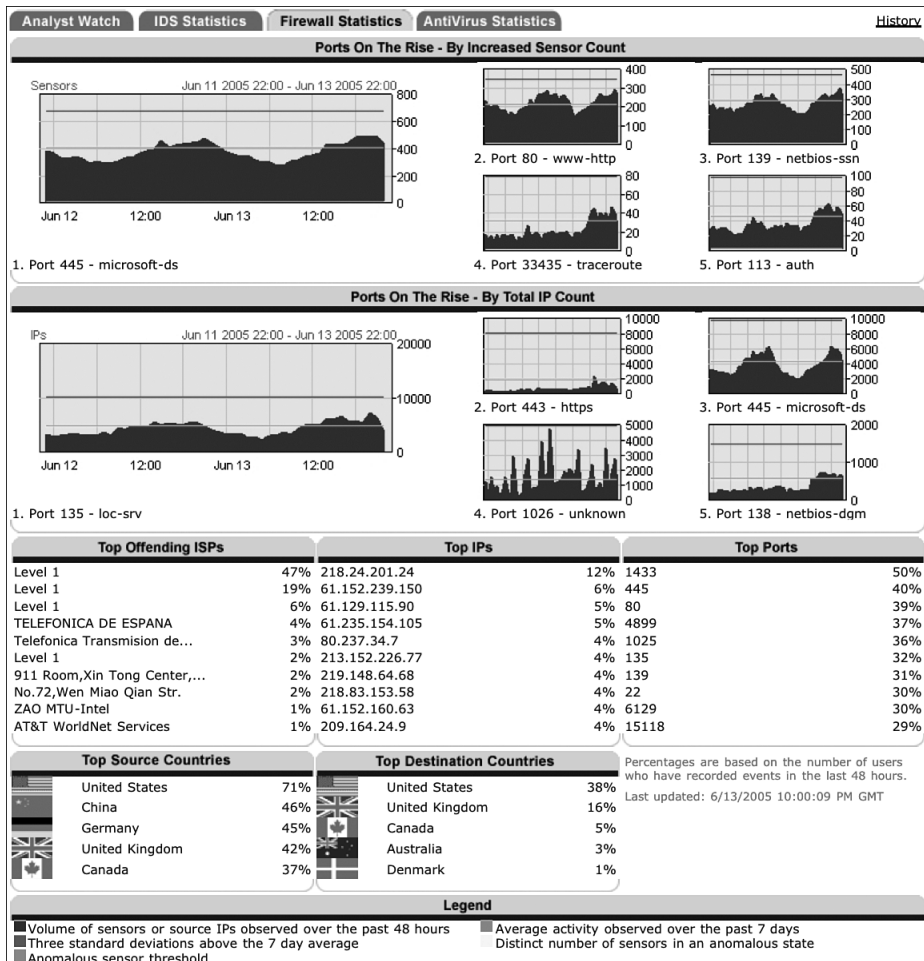 Analyst Watch IDS Statistics Firewall Statistics AntiVirus Statistics History
Ports On The Rise - By Increased Sensor Count
Sensors Jun 11 2005 22:00 - Jun 13 2005 22:00
800
600
400
200
0
Jun 12 12:00 Jun 13 12:00
1. Port 445 - microsoft-ds
400
300
200
100
0
2. Port 80 - www-http
500
400
300
200
100
0
3. Port 139 - netbios-ssn
80
60
40
20
0
4. Port 33435 - traceroute
100
80
60
40
20
0
5. Port 113 - auth
Ports On The Rise - By Total IP Count
IPs Jun 11 2005 22:00 - Jun 13 2005 22:00
20000
10000
0
Jun 12 12:00 Jun 13 12:00
1. Port 135 - loc-srv
10000
8000
6000
4000
2000
0
2. Port 443 - https
10000
8000
6000
4000
2000
0
3. Port 445 - microsoft-ds
5000
4000
3000
2000
1000
0
4. Port 1026 - unknown
2000
1000
0
5. Port 138 - netbios-dgm
Top Offending ISPs
Level 1 47%
Level 1 19%
Level 1 6%
TELEFONICA DE ESPANA 4%
Telefonica Transmision de... 3%
Level 1 2%
911 Room,Xin Tong Center,... 2%
No.72,Wen Miao Qian Str. 2%
ZAO MTU-Intel 1%
AT&T WorldNet Services 1%
Top IPs
218.24.201.24 12%
61.152.239.150 6%
61.129.115.90 5%
61.235.154.105 5%
80.237.34.7 4%
213.152.226.77 4%
219.148.64.68 4%
218.83.153.58 4%
61.152.160.63 4%
209.164.24.9 4%
Top Ports
1433 50%
445 40%
80 39%
4899 37%
1025 36%
135 32%
139 31%
22 30%
6129 30%
15118 29%
Top Source Countries
United States 71%
China 46%
Germany 45%
United Kingdom 42%
Canada 37%
Top Destination Countries
United States 38%
United Kingdom 16%
Canada 5%
Australia 3%
Denmark 1%
Percentages are based on the number of users
who have recorded events in the last 48 hours.
Last updated: 6/13/2005 10:00:09 PM GMT
Legend
Volume of sensors or source IPs observed over the past 48 hours
Three standard deviations above the 7 day average
Anomalous sensor threshold
Average activity observed over the past 7 days
Distinct number of sensors in an anomalous state